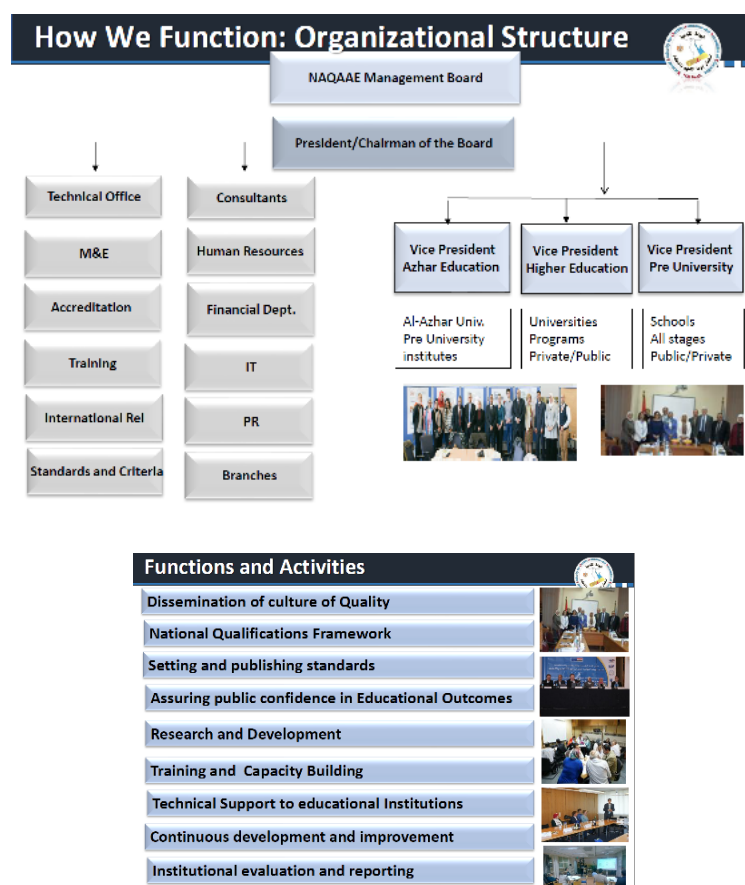 How We Function: Organizational Structure
NAQAAE Management Board
President/Chairman of the Board
Technical Office
M&E
Accreditation
Training
International Rel
Standards and Criteria
Consultants
Human Resources
Financial Dept.
IT
PR
Branches
Vice President
Azhar Education
Al-Azhar Univ.
Pre University
institutes
Vice President
Higher Education
Universities
Programs
Private/Public
Vice President
Pre University
Schools
All stages
Public/Private
Functions and Activities
Dissemination of culture of Quality
National Qualifications Framework
Setting and publishing standards
Assuring public confidence in Educational Outcomes
Research and Development
Training and Capacity Building
Technical Support to educational Institutions
Continuous development and improvement
Institutional evaluation and reporting